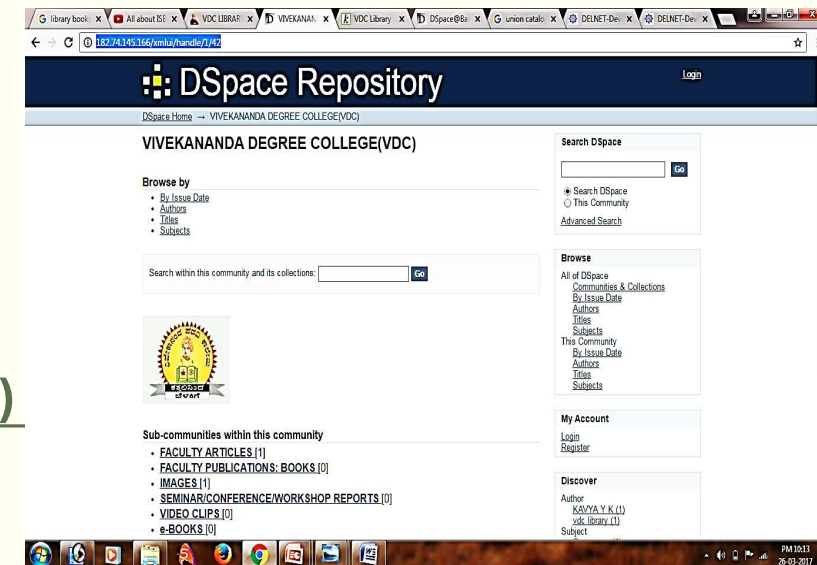 G library book
All about ISB
VDC LIBRAR
VIVEKANAN
VDC Library
DSpace@Ba
G union catalo
DELNET-Dev
DELNET-Dev
182.74.145.166/xmlui/handle/1/42
DSpace Repository
Login
DSpace Home → VIVEKANANDA DEGREE COLLEGE(VDC)
VIVEKANANDA DEGREE COLLEGE(VDC)
Browse by
• By Issue Date
• Authors
• Titles
• Subjects
Search within this community and its collections: Go
ಬೆಳಕಿಗೆ
Sub-communities within this community
• FACULTY ARTICLES [1]
• FACULTY PUBLICATIONS: BOOKS [0]
• IMAGES [1]
• SEMINAR/CONFERENCE/WORKSHOP REPORTS [0]
• VIDEO CLIPS [0]
• e-BOOKS [0]
Search DSpace
Go
Search DSpace
This Community
Advanced Search
Browse
All of DSpace
Communities & Collections
By Issue Date
Authors
Titles
Subjects
This Community
By Issue Date
Authors
Titles
Subjects
My Account
Login
Register
Discover
Author
KAVYA Y K (1)
vdc library (1)
Subject
)
PM 10:13
26-03-2017